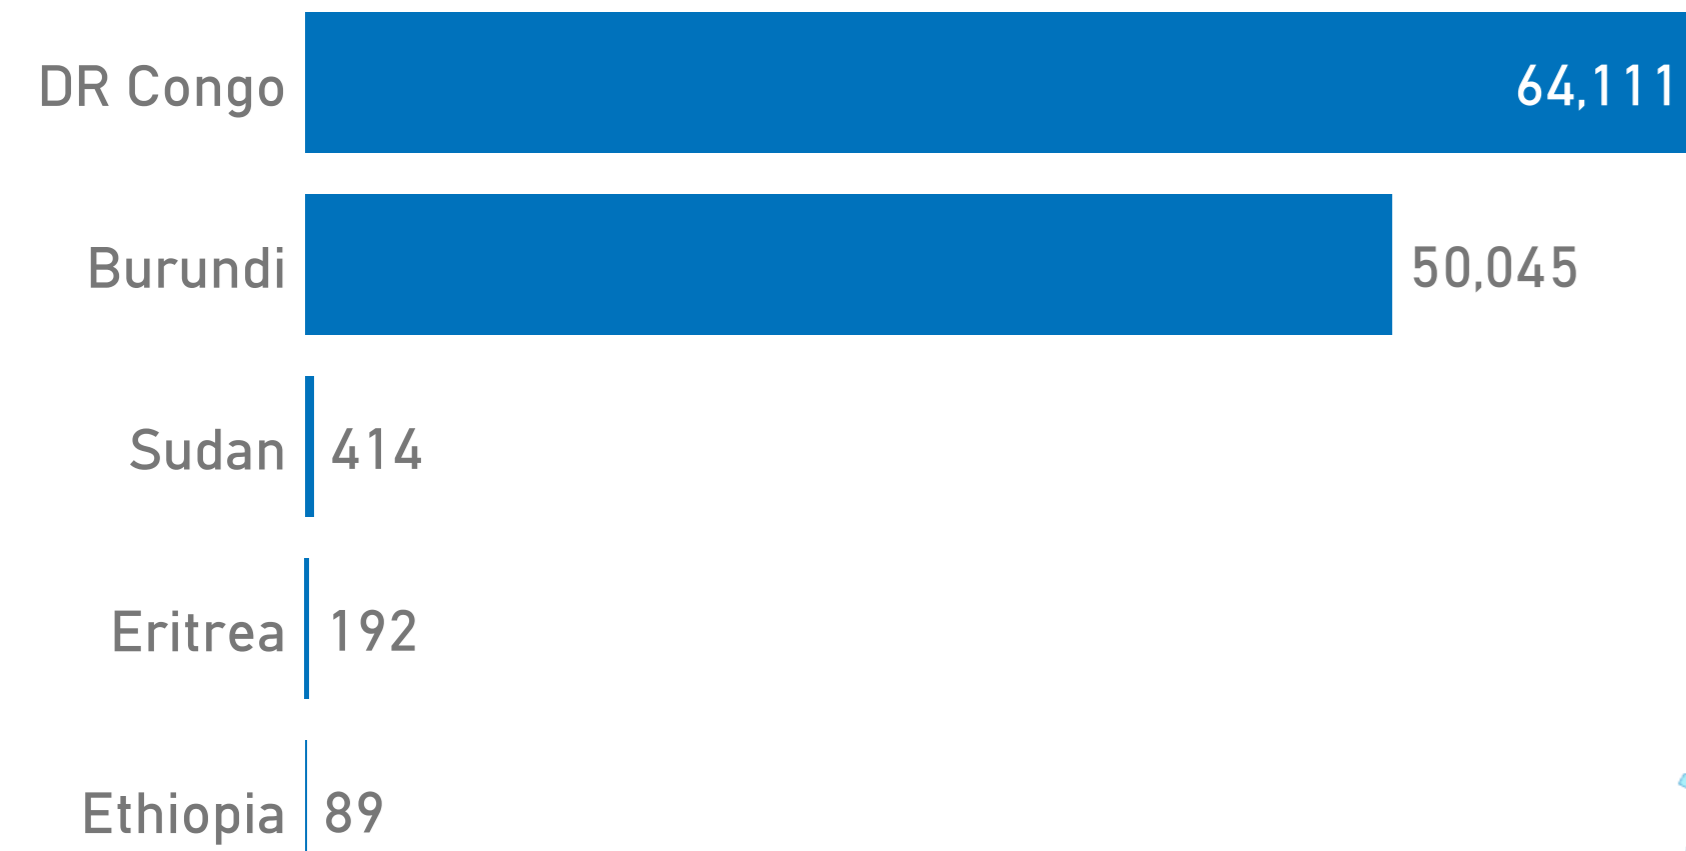 DR Congo 64,111
Burundi 50,045
Sudan 414
Eritrea 192
Ethiopia 89